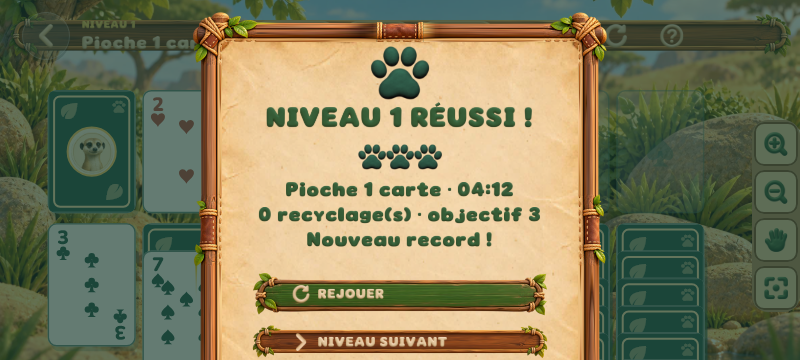 NIVEAU 1
Pioche 1 car
NIVEAU 1 RÉUSSI !
Pioche 1 carte · 04:12
0 recyclage(s) · objectif 3
Nouveau record !
REJOUER
NIVEAU SUIVANT
2
3
7
3